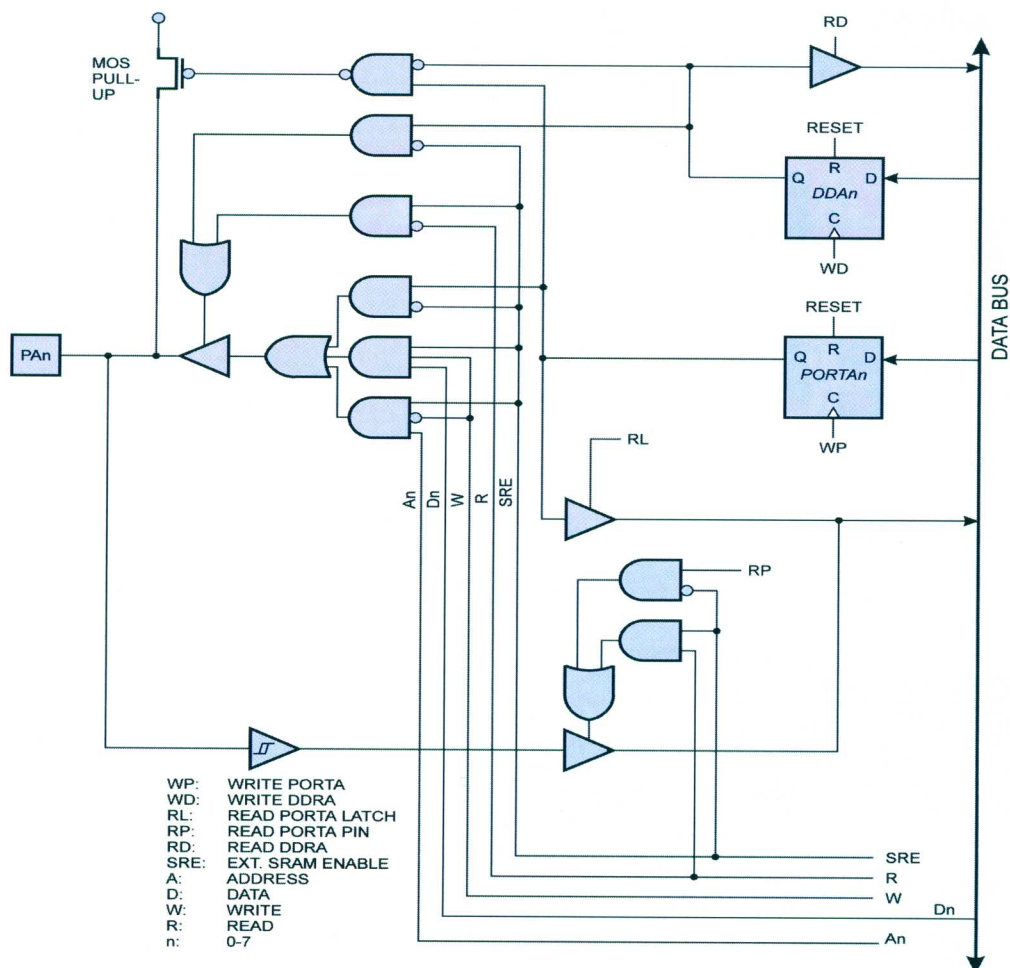 RD
MOS
PULL-
UP
RESET
R
Q
D
DDAn
C
WD
RESET
R
Q
D
PORTAn
C
WP
DATA BUS
PAn
RL
An
Dn
W
R
SRE
RP
WP: WRITE PORTA
WD: WRITE DDRA
RL: READ PORTA LATCH
RP: READ PORTA PIN
RD: READ DDRA
SRE: EXT. SRAM ENABLE
A: ADDRESS
D: DATA
W: WRITE
R: READ
n: 0-7
SRE
R
W
Dn
An